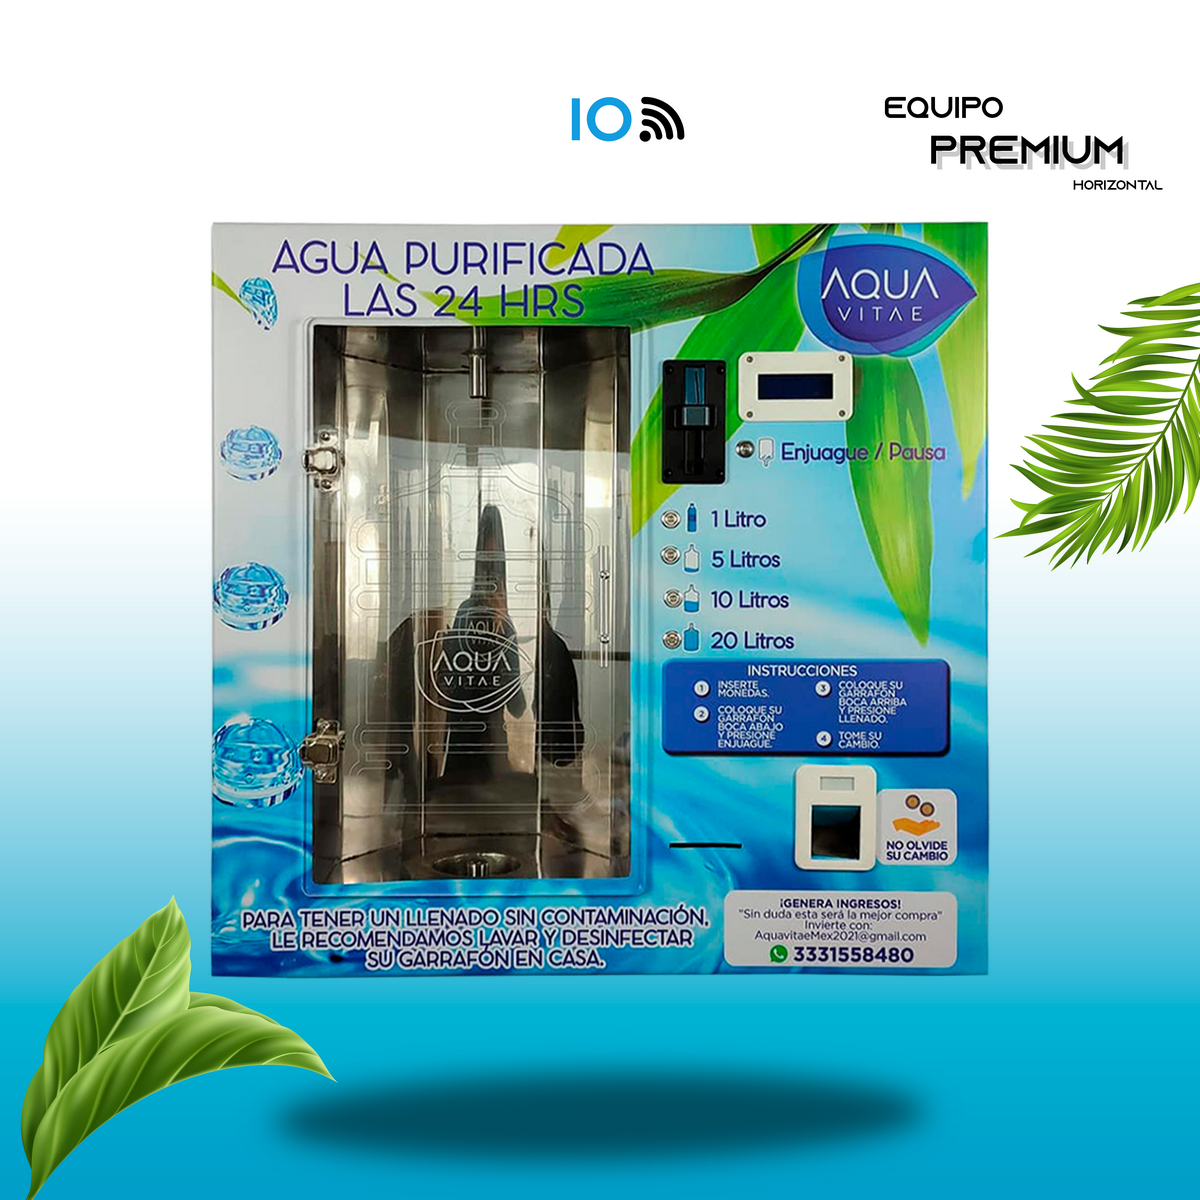 IO
EQUIPO
PREMIUM
HORIZONTAL
AGUA PURIFICADA
LAS 24 HRS
AQUA
VITAE
Enjuague / Pausa
1 Litro
5 Litros
10 Litros
20 Litros
AQUA
VITAE
INSTRUCCIONES
1 INSERTE
MONEDAS.
2 COLOQUE SU
GARRAFÓN
BOCA ABAJO
Y PRESIONE
ENJUAGUE.
3 COLOQUE SU
GARRAFÓN
BOCA ARRIBA
Y PRESIONE
LLENADO.
4 TOME SU
CAMBIO.
NO OLVIDE
SU CAMBIO
PARA TENER UN LLENADO SIN CONTAMINACIÓN.
LE RECOMENDAMOS LAVAR Y DESINFECTAR
SU GARRAFÓN EN CASA.
¡GENERA INGRESOS!
"Sin duda esta será la mejor compra"
Invierte con:
AquavitaeMex2021@gmail.com
3331558480